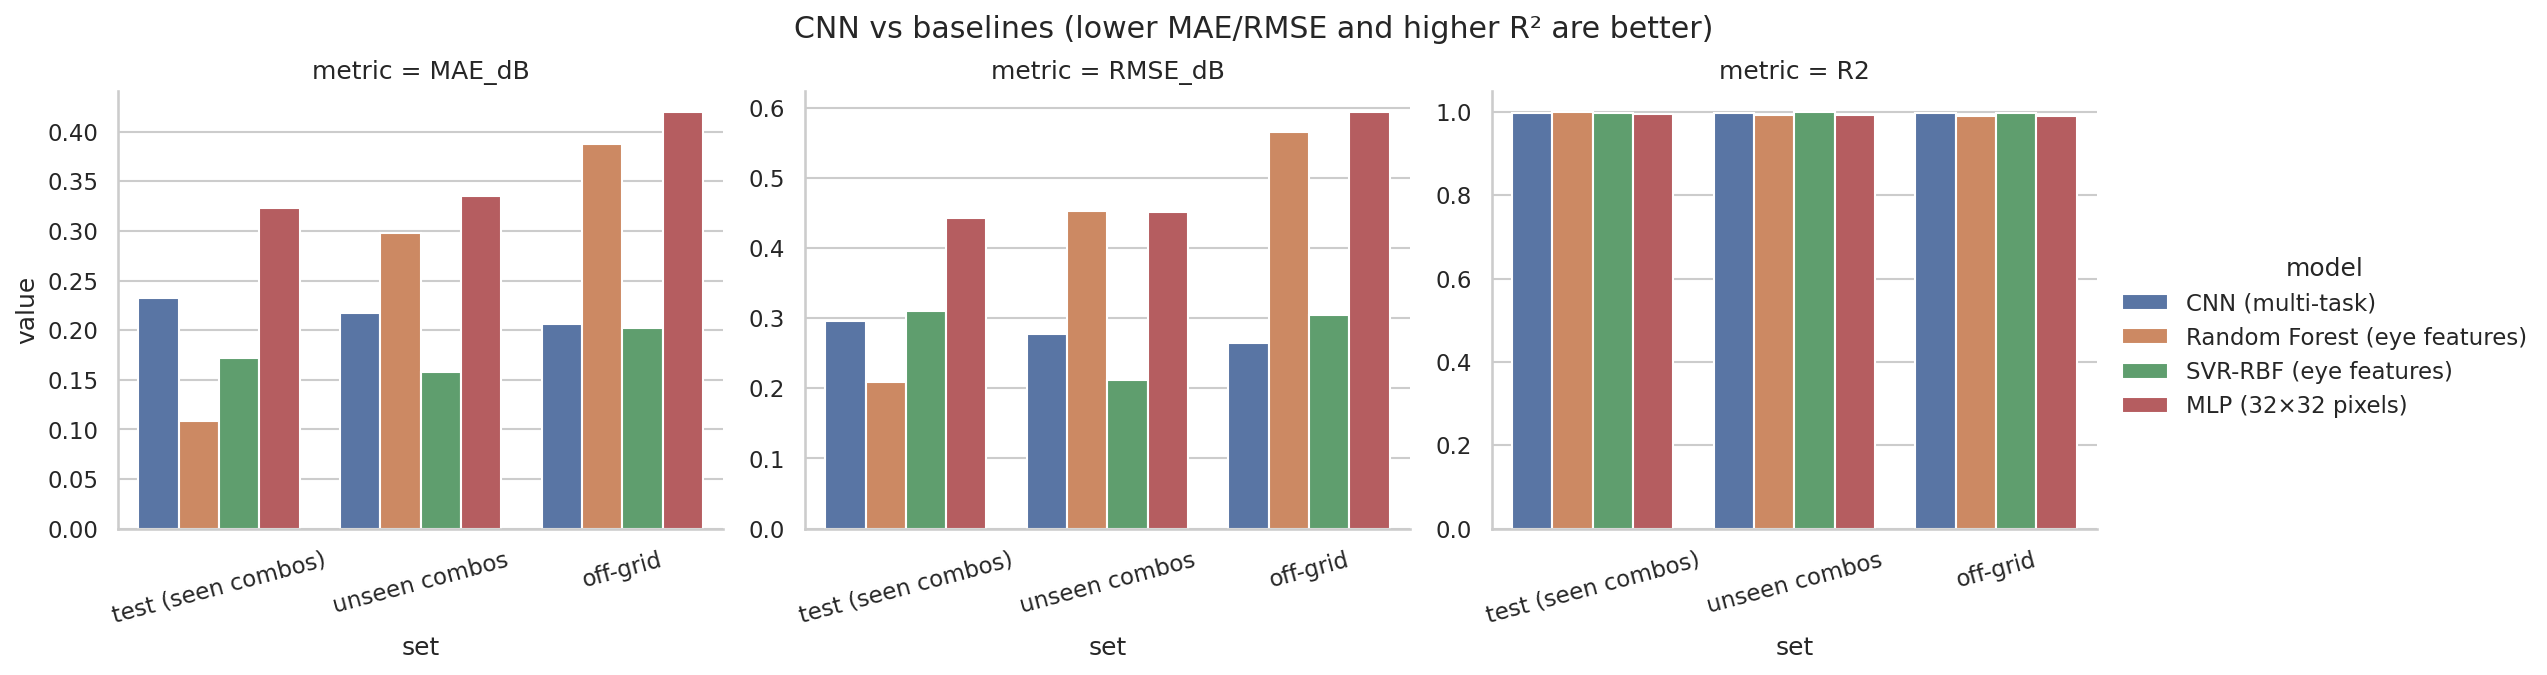 CNN vs baselines (lower MAE/RMSE and higher R² are better)
metric = MAE_dB
value
0.40
0.35
0.30
0.25
0.20
0.15
0.10
0.05
0.00
test (seen combos)
unseen combos
off-grid
set
metric = RMSE_dB
0.6
0.5
0.4
0.3
0.2
0.1
0.0
test (seen combos)
unseen combos
off-grid
set
metric = R2
1.0
0.8
0.6
0.4
0.2
0.0
test (seen combos)
unseen combos
off-grid
set
model
CNN (multi-task)
Random Forest (eye features)
SVR-RBF (eye features)
MLP (32×32 pixels)